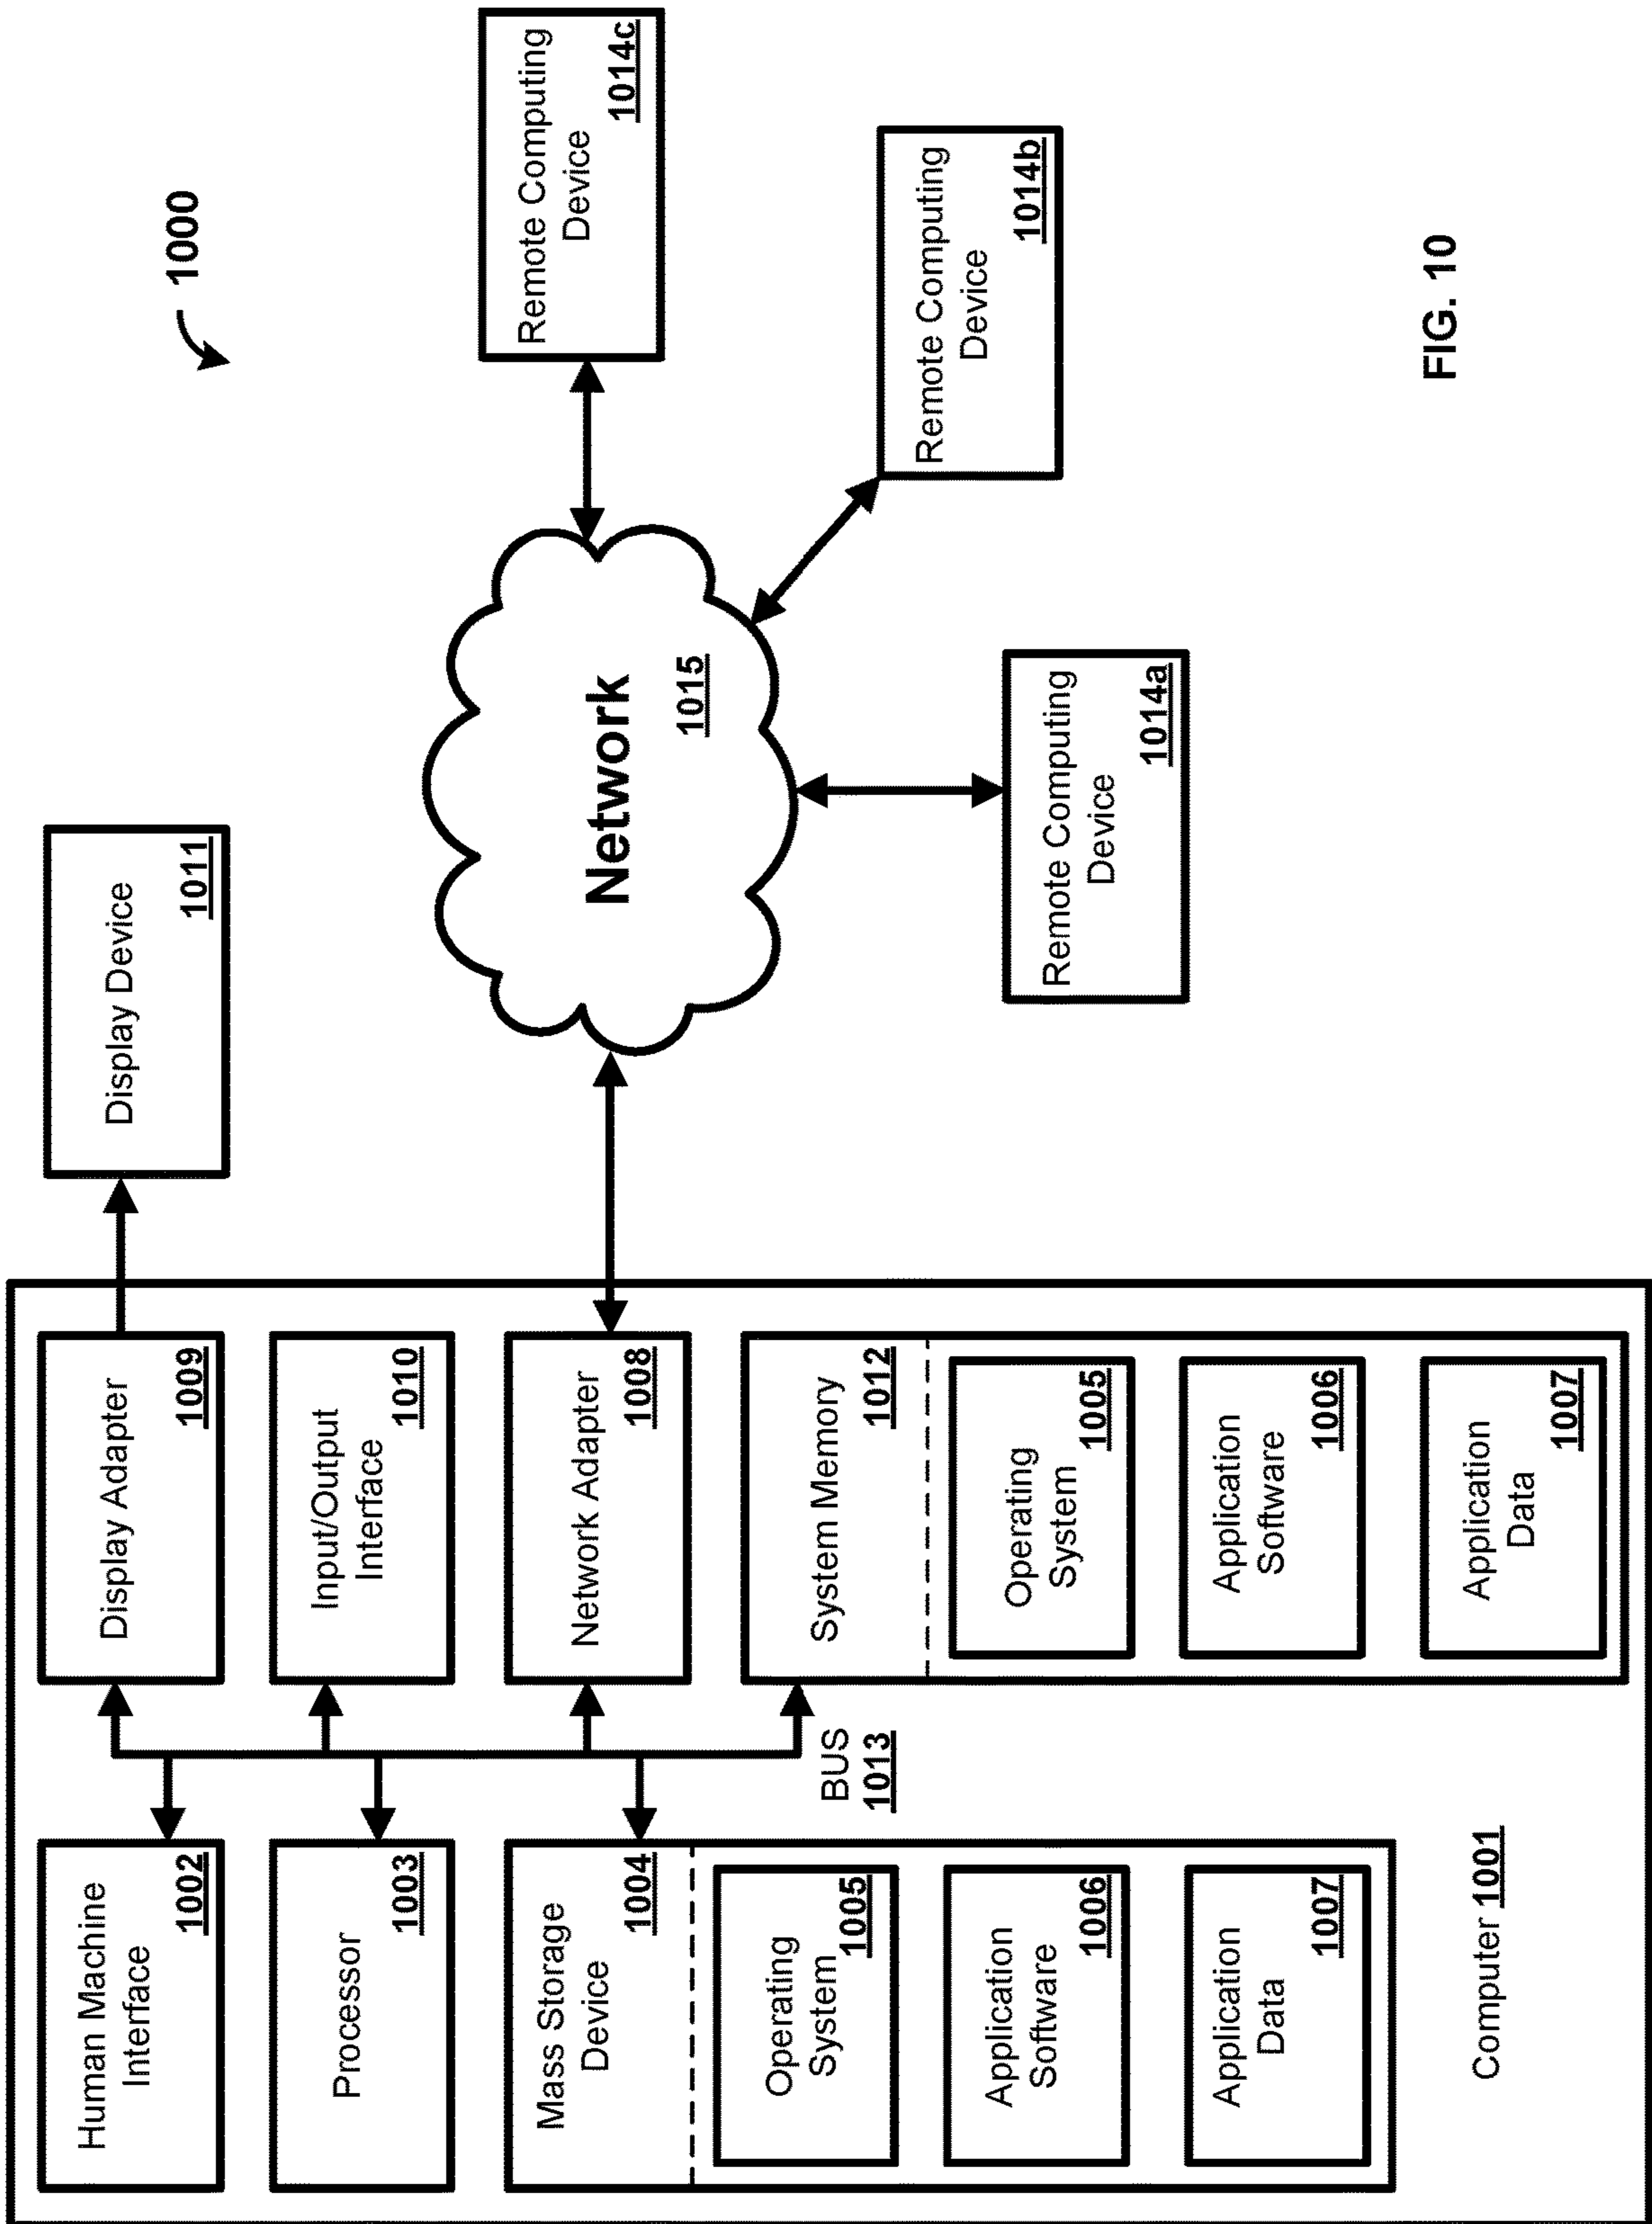 1000
Human Machine
Interface
1002
Processor
1003
Mass Storage
Device
1004
Operating
System
1005
Application
Software
1006
Application
Data
1007
Display Adapter
1009
Input/Output
Interface
1010
Network Adapter
1008
System Memory
1012
Operating
System
1005
Application
Software
1006
Application
Data
1007
BUS
1013
Computer 1001
Display Device
1011
Network
1015
Remote Computing
Device
1014a
Remote Computing
Device
1014b
Remote Computing
Device
1014c
FIG. 10